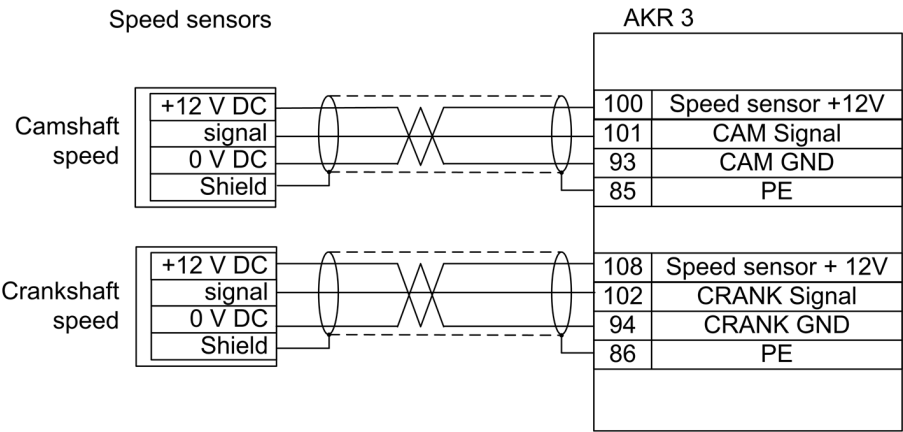 Speed sensors
AKR 3
Camshaft
speed
+12 V DC
signal
0 V DC
Shield
100 Speed sensor +12V
101 CAM Signal
93 CAM GND
85 PE
Crankshaft
speed
+12 V DC
signal
0 V DC
Shield
108 Speed sensor + 12V
102 CRANK Signal
94 CRANK GND
86 PE